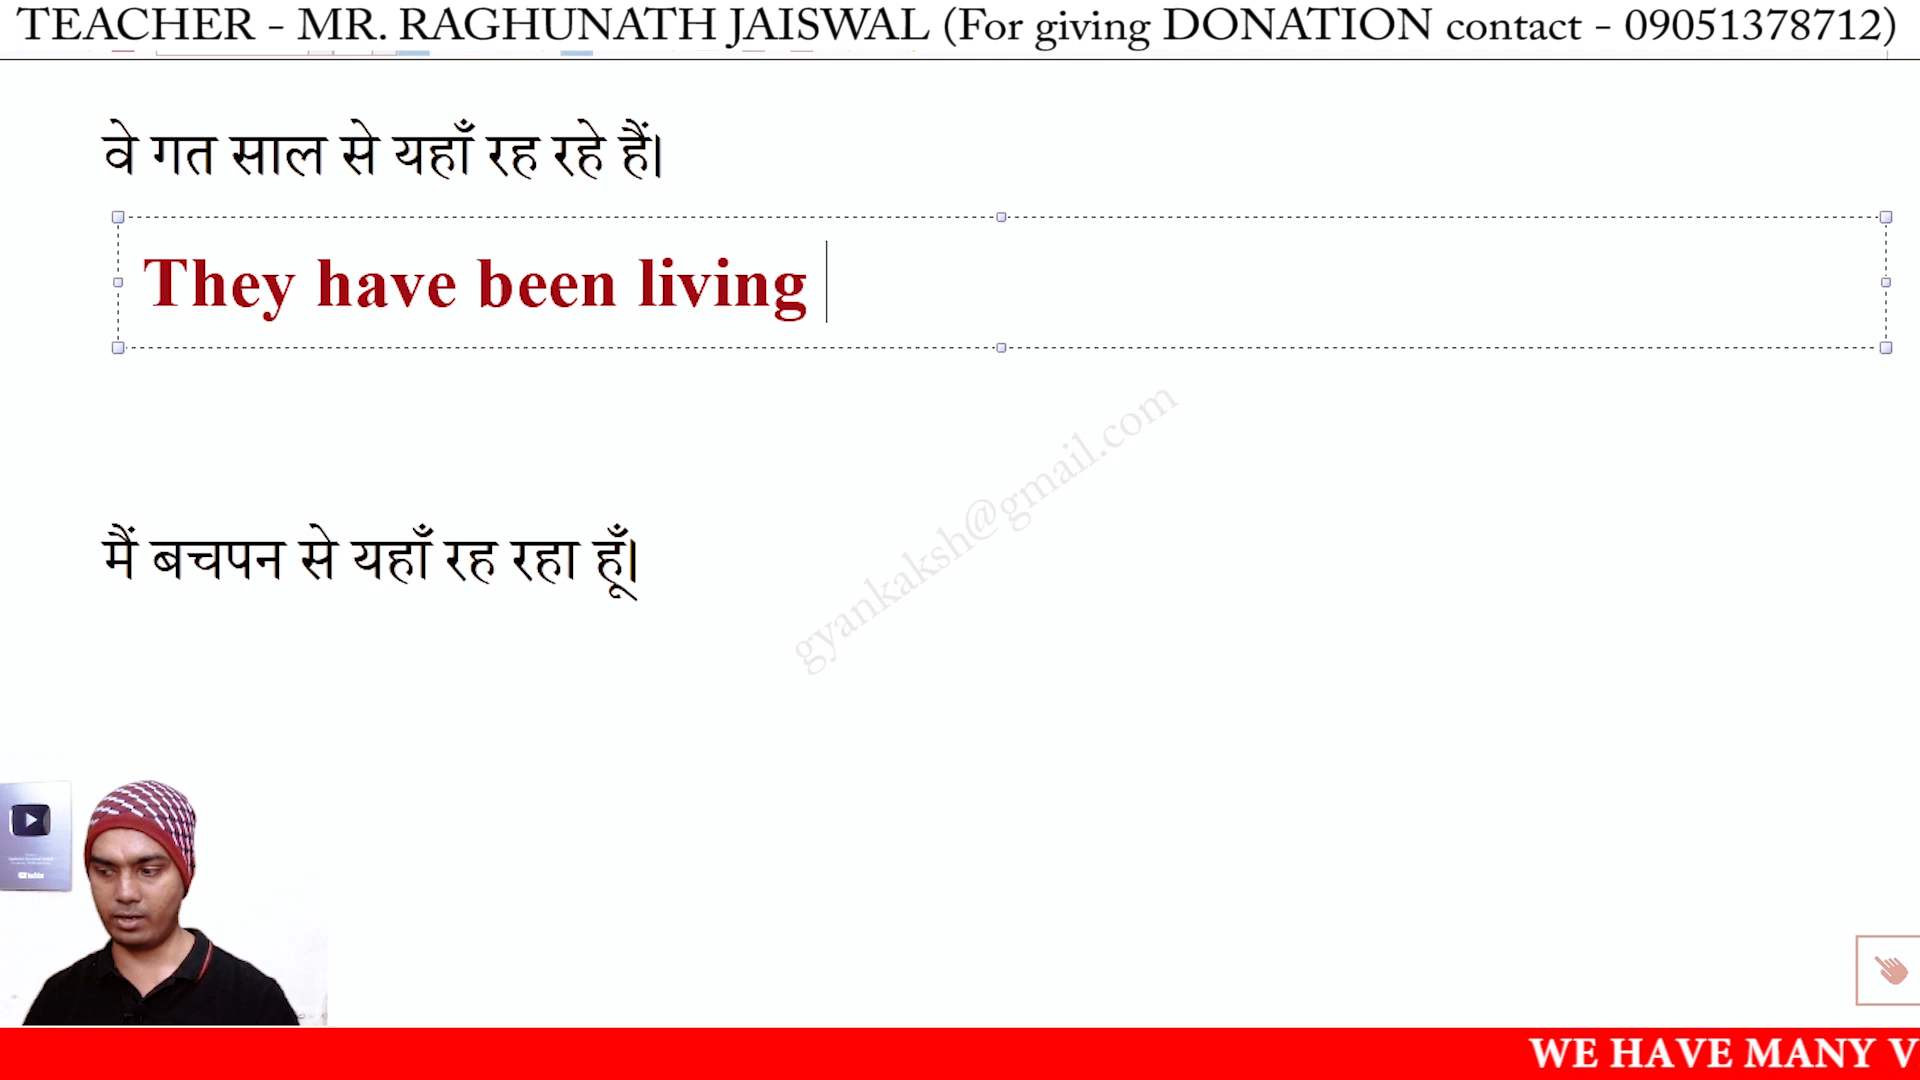 TEACHER - MR. RAGHUNATH JAISWAL (For giving DONATION contact - 09051378712)
वे गत साल से यहाँ रह रहे हैं।
They have been living
gyankaksh@gmail.com
मैं बचपन से यहाँ रह रहा हूँ।
WE HAVE MANY V